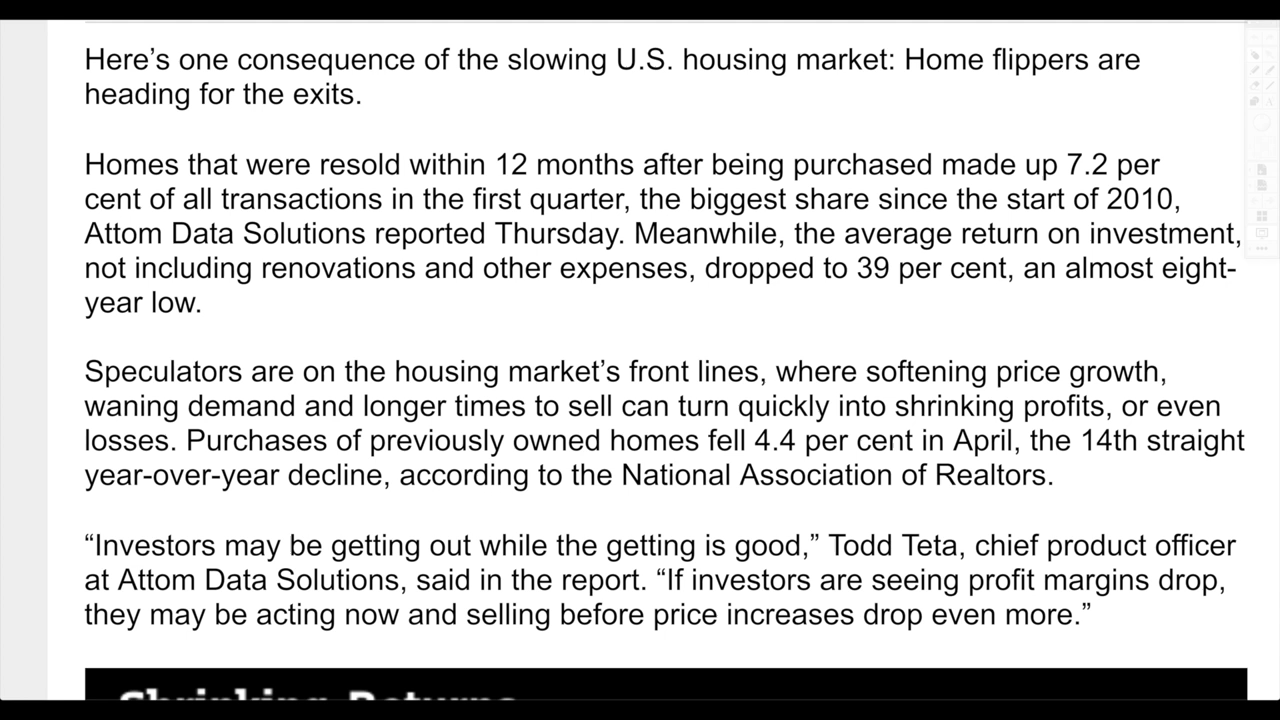 Here’s one consequence of the slowing U.S. housing market: Home flippers are
heading for the exits.
Homes that were resold within 12 months after being purchased made up 7.2 per
cent of all transactions in the first quarter, the biggest share since the start of 2010,
Attom Data Solutions reported Thursday. Meanwhile, the average return on investment,
not including renovations and other expenses, dropped to 39 per cent, an almost eight-
year low.
Speculators are on the housing market’s front lines, where softening price growth,
waning demand and longer times to sell can turn quickly into shrinking profits, or even
losses. Purchases of previously owned homes fell 4.4 per cent in April, the 14th straight
year-over-year decline, according to the National Association of Realtors.
“Investors may be getting out while the getting is good,” Todd Teta, chief product officer
at Attom Data Solutions, said in the report. “If investors are seeing profit margins drop,
they may be acting now and selling before price increases drop even more.”
Shrinking Returns